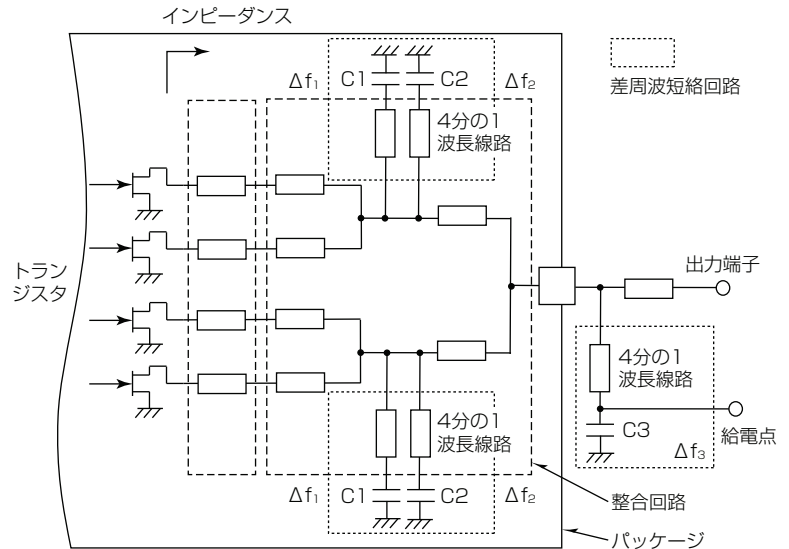 インピーダンス
Δf₁
C1
C2
Δf₂
4分の1
波長線路
差周波短絡回路
トラン
ジスタ
出力端子
4分の1
波長線路
C3
給電点
Δf₃
4分の1
波長線路
Δf₁
C1
C2
Δf₂
整合回路
パッケージ